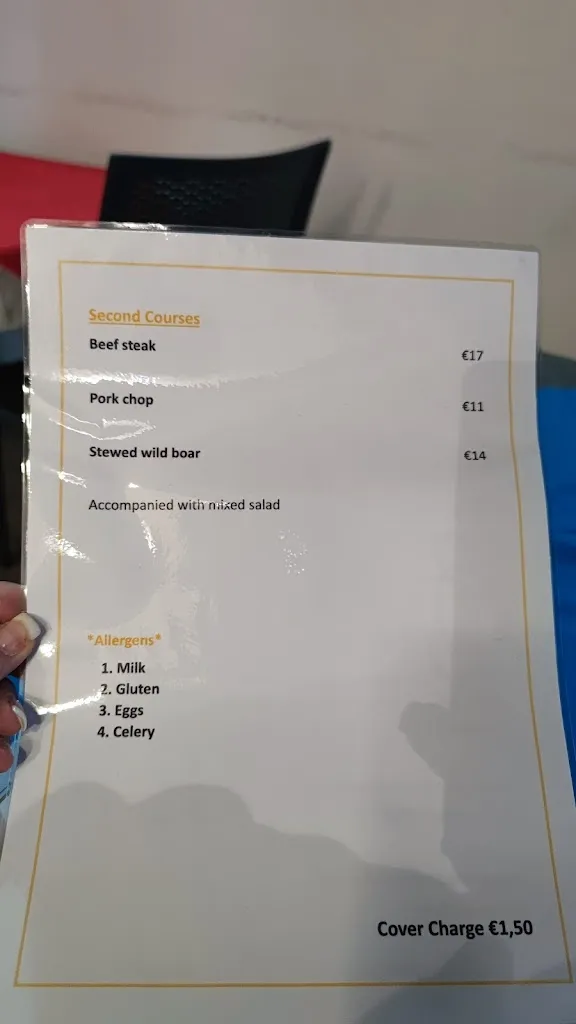 Second Courses
Beef steak €17
Pork chop €11
Stewed wild boar €14
Accompanied with mixed salad
*Allergens*
1. Milk
2. Gluten
3. Eggs
4. Celery
Cover Charge €1,50